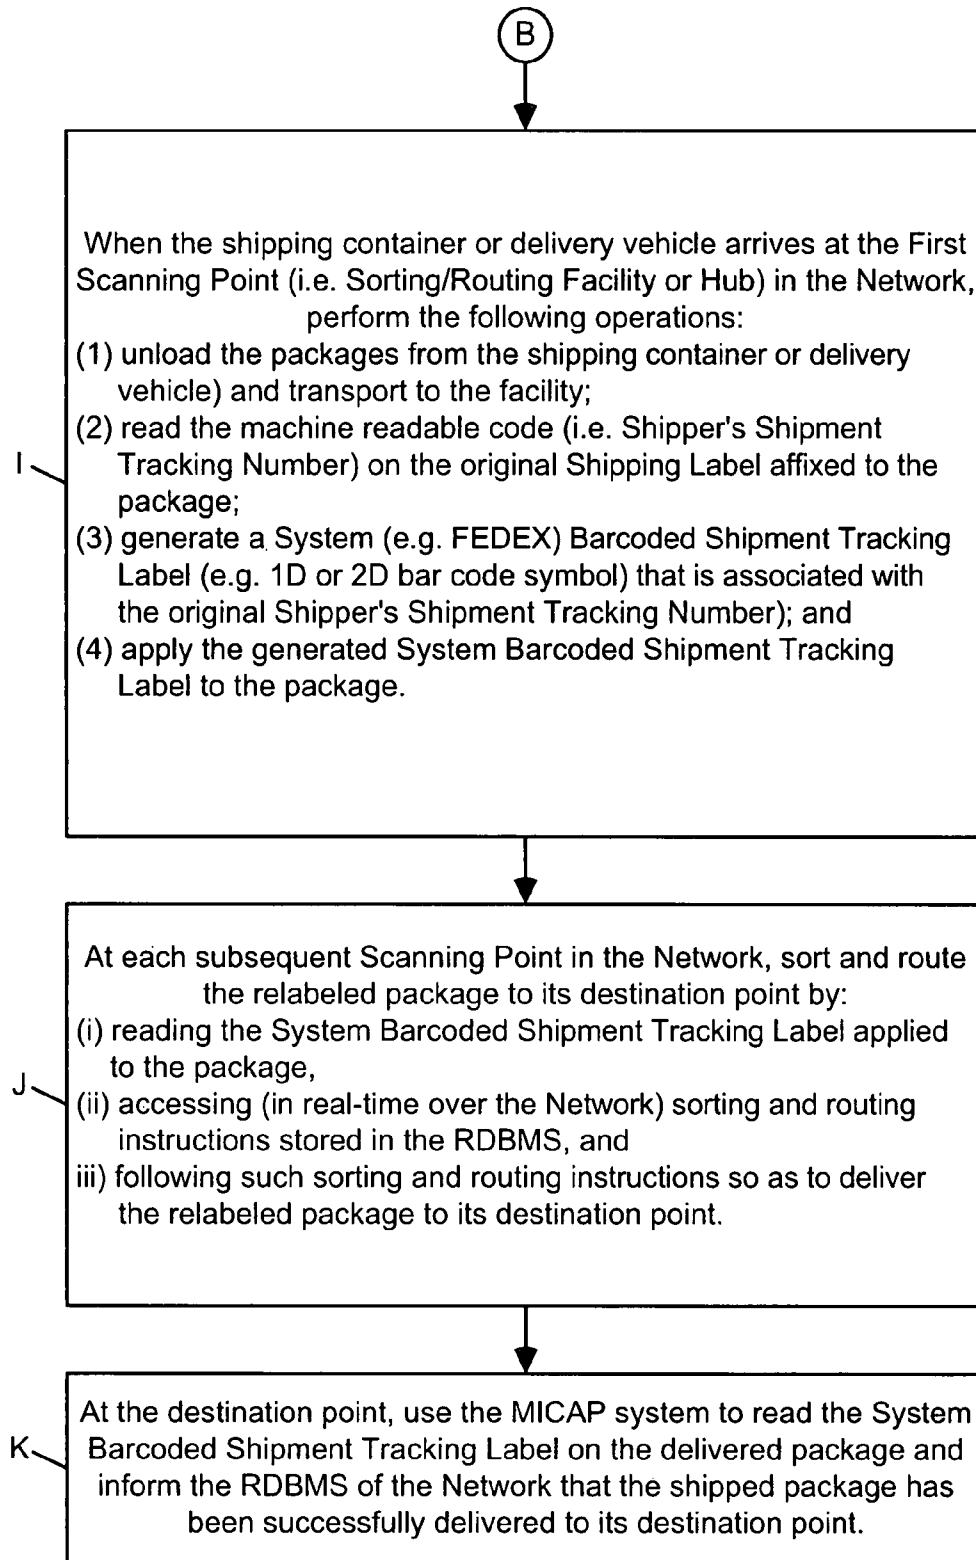 B
When the shipping container or delivery vehicle arrives at the First
Scanning Point (i.e. Sorting/Routing Facility or Hub) in the Network,
perform the following operations:
(1) unload the packages from the shipping container or delivery
vehicle) and transport to the facility;
(2) read the machine readable code (i.e. Shipper's Shipment
Tracking Number) on the original Shipping Label affixed to the
package;
(3) generate a System (e.g. FEDEX) Barcoded Shipment Tracking
Label (e.g. 1D or 2D bar code symbol) that is associated with
the original Shipper's Shipment Tracking Number); and
(4) apply the generated System Barcoded Shipment Tracking
Label to the package.
I
At each subsequent Scanning Point in the Network, sort and route
the relabeled package to its destination point by:
(i) reading the System Barcoded Shipment Tracking Label applied
to the package,
(ii) accessing (in real-time over the Network) sorting and routing
instructions stored in the RDBMS, and
iii) following such sorting and routing instructions so as to deliver
the relabeled package to its destination point.
J
At the destination point, use the MICAP system to read the System
Barcoded Shipment Tracking Label on the delivered package and
inform the RDBMS of the Network that the shipped package has
been successfully delivered to its destination point.
K